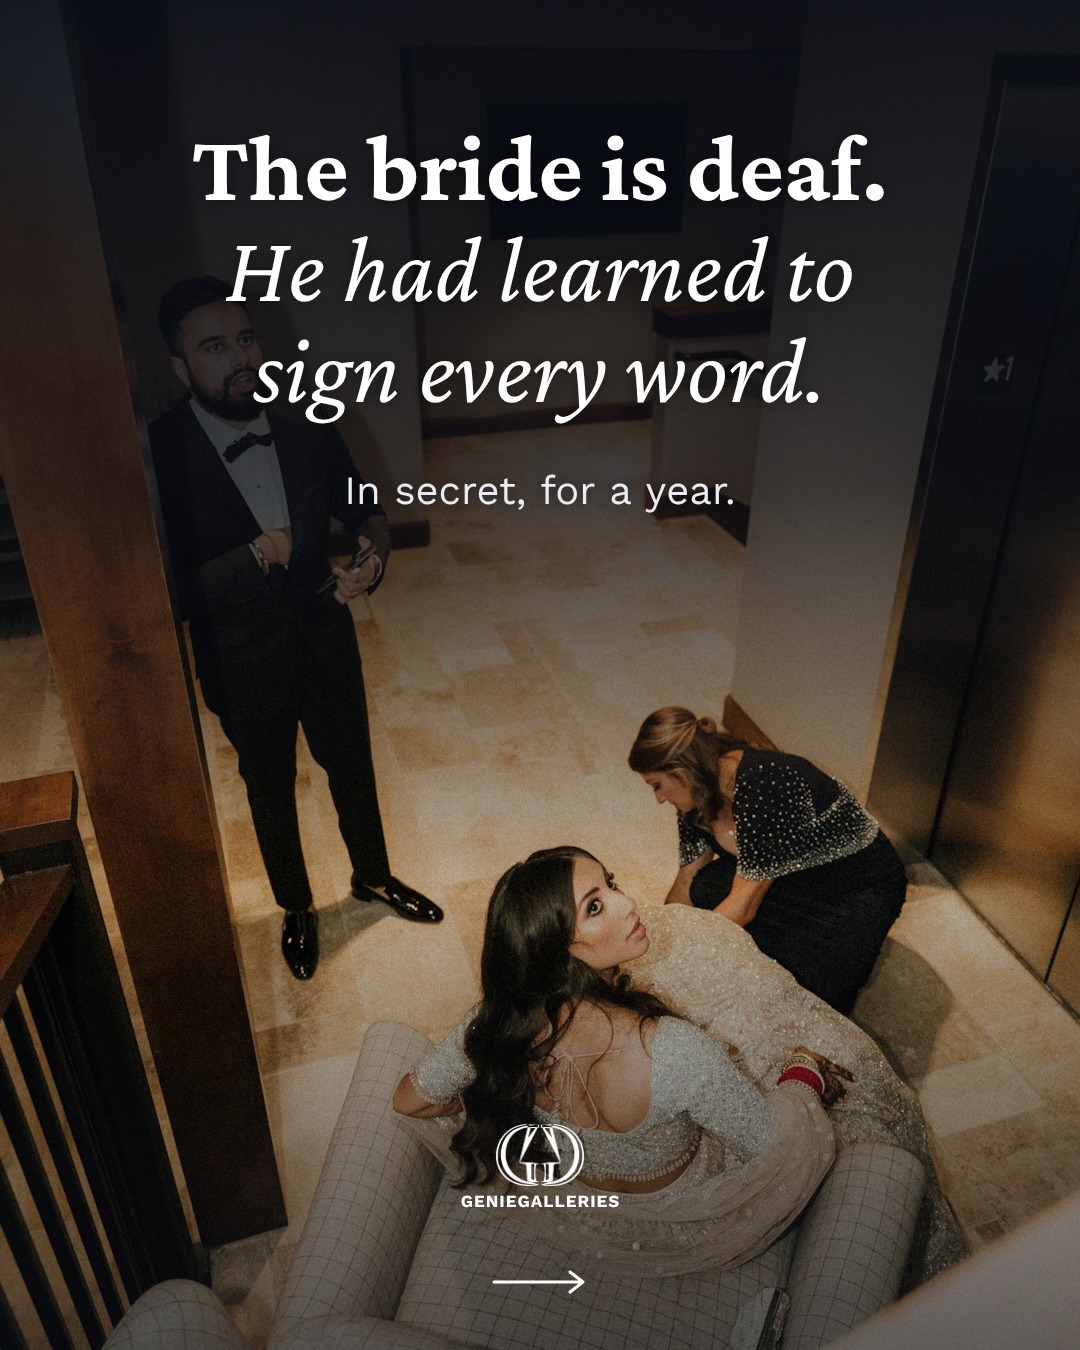 The bride is deaf.
He had learned to
sign every word.
In secret, for a year.
★1
GENIEGALLERIES